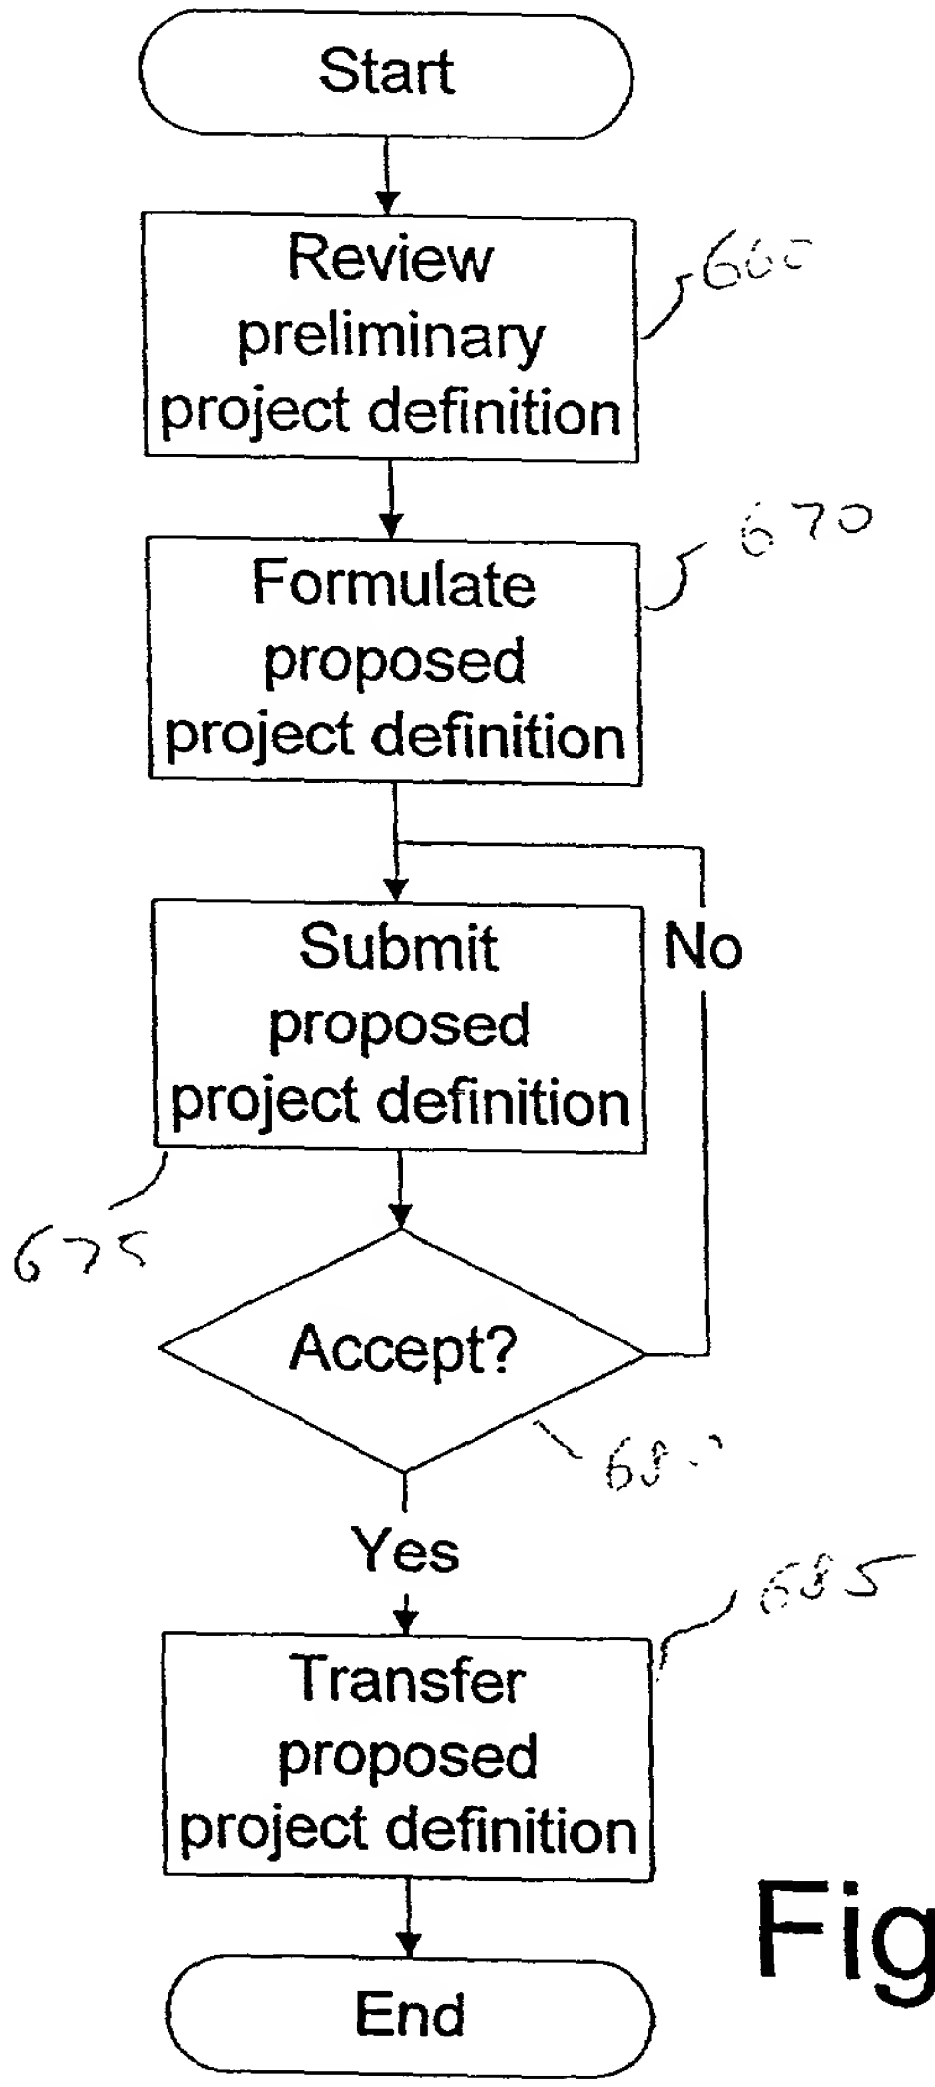 Start
Review
preliminary
project definition
660
Formulate
proposed
project definition
670
Submit
proposed
project definition
No
675
Accept?
Yes
685
Transfer
proposed
project definition
End
Fig